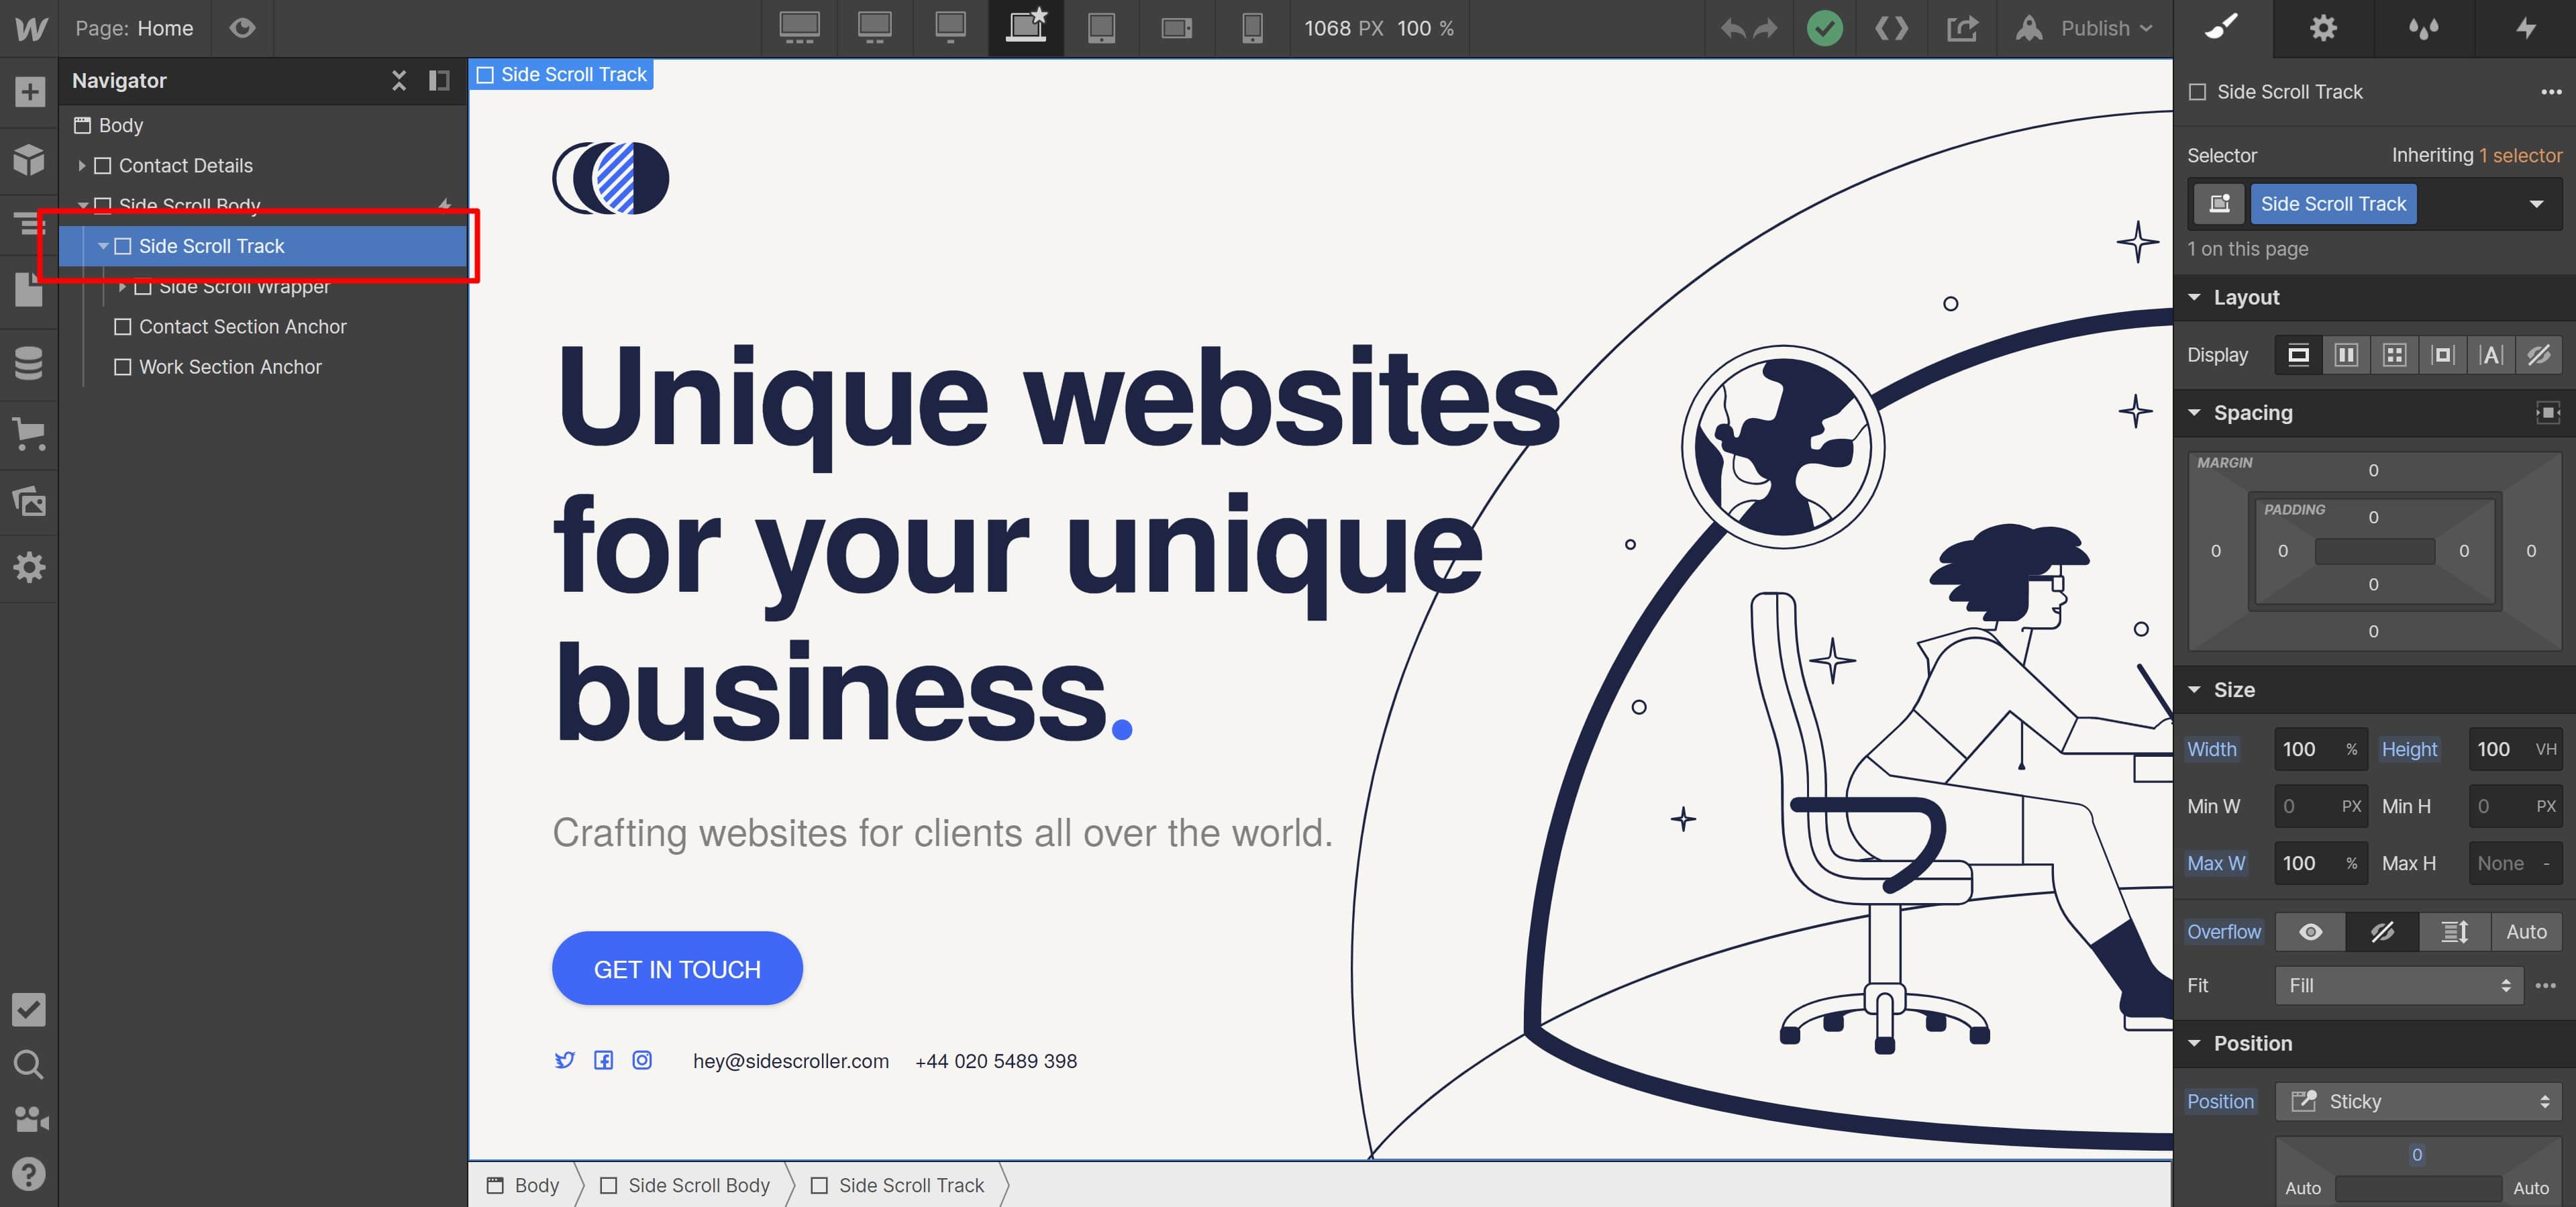 Page: Home
1068 PX 100 %
Publish
Navigator
Body
Contact Details
Side Scroll Body
Side Scroll Track
Side Scroll Wrapper
Contact Section Anchor
Work Section Anchor
Side Scroll Track
Unique websites
for your unique
business.
Crafting websites for clients all over the world.
GET IN TOUCH
hey@sidescroller.com +44 020 5489 398
Body
Side Scroll Body
Side Scroll Track
Side Scroll Track
Selector Inheriting 1 selector
Side Scroll Track
1 on this page
Layout
Display
Spacing
MARGIN
0
PADDING
0
0 0 0 0
0
0
Size
Width 100 % Height 100 VH
Min W 0 PX Min H 0 PX
Max W 100 % Max H None -
Overflow Auto
Fit Fill
Position
Position Sticky
0
Auto Auto